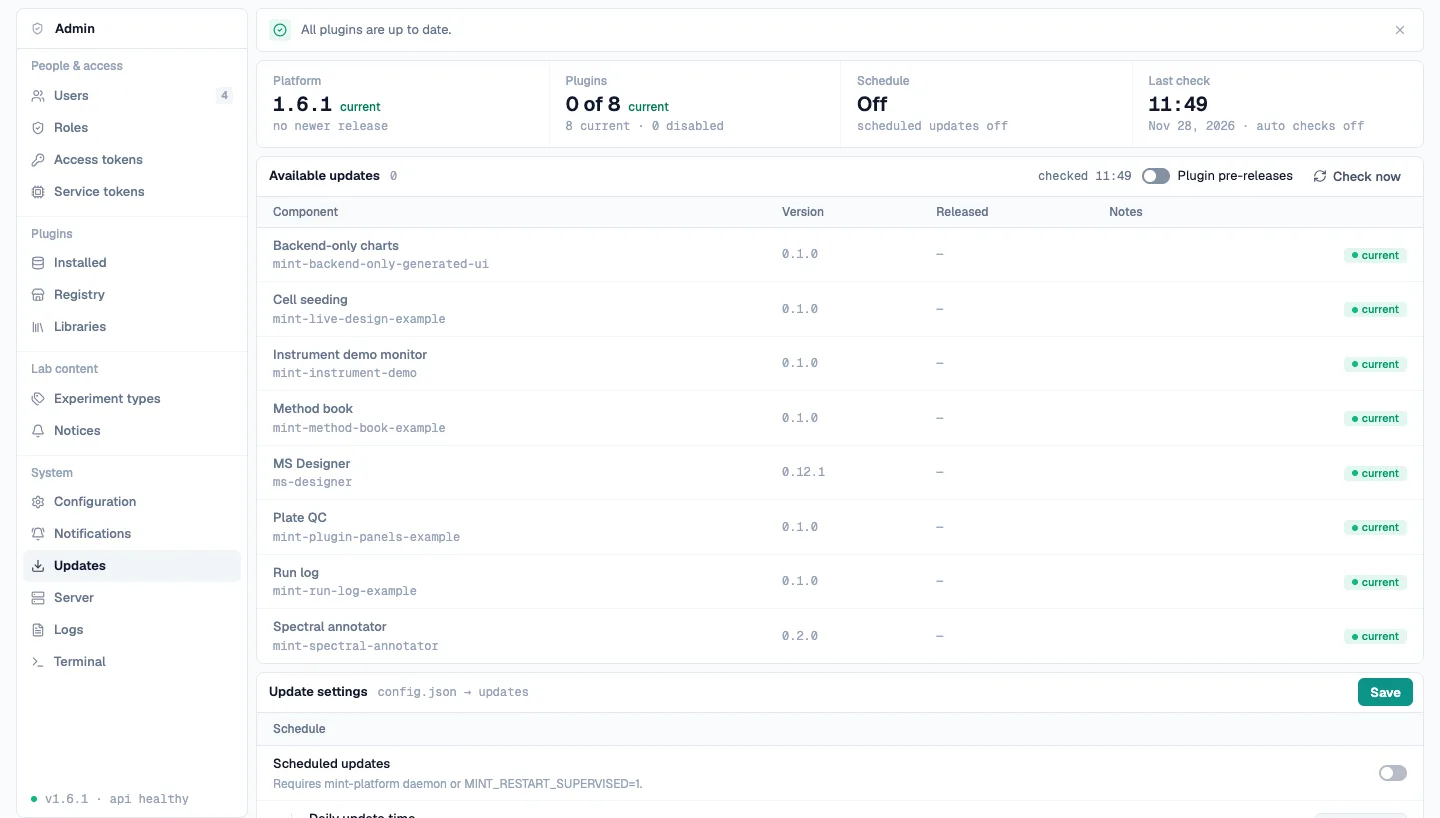 Admin
People & access
Users 4
Roles
Access tokens
Service tokens
Plugins
Installed
Registry
Libraries
Lab content
Experiment types
Notices
System
Configuration
Notifications
Updates
Server
Logs
Terminal
v1.6.1 · api healthy
All plugins are up to date.
Platform
1.6.1 current
no newer release
Plugins
0 of 8 current
8 current · 0 disabled
Schedule
Off
scheduled updates off
Last check
11:49
Nov 28, 2026 · auto checks off
Available updates 0 checked 11:49 Plugin pre-releases Check now
Component Version Released Notes
Backend-only charts
mint-backend-only-generated-ui
0.1.0 — current
Cell seeding
mint-live-design-example
0.1.0 — current
Instrument demo monitor
mint-instrument-demo
0.1.0 — current
Method book
mint-method-book-example
0.1.0 — current
MS Designer
ms-designer
0.12.1 — current
Plate QC
mint-plugin-panels-example
0.1.0 — current
Run log
mint-run-log-example
0.1.0 — current
Spectral annotator
mint-spectral-annotator
0.2.0 — current
Update settings config.json → updates Save
Schedule
Scheduled updates
Requires mint-platform daemon or MINT_RESTART_SUPERVISED=1.
Daily update time